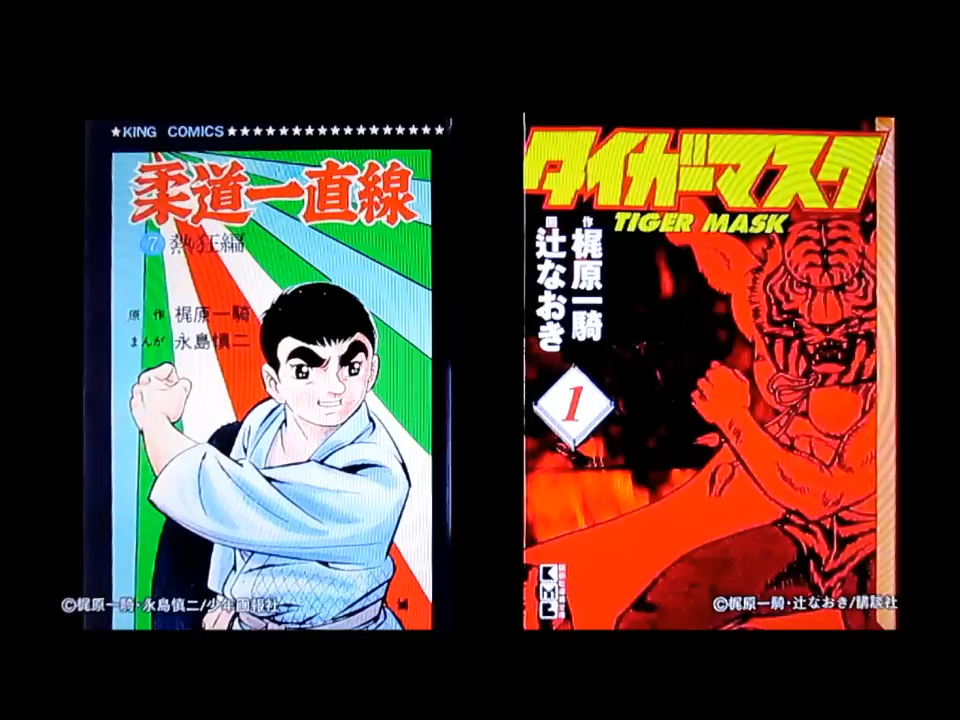 ★KING COMICS★★★★★★★★★★★★★★★★★
柔道一直線
7 熱狂編
原作 梶原一騎
まんが 永島慎二
©梶原一騎・永島慎二/少年画報社
タイガーマスク
TIGER MASK
作 梶原一騎
画 辻なおき
1
©梶原一騎・辻なおき/講談社